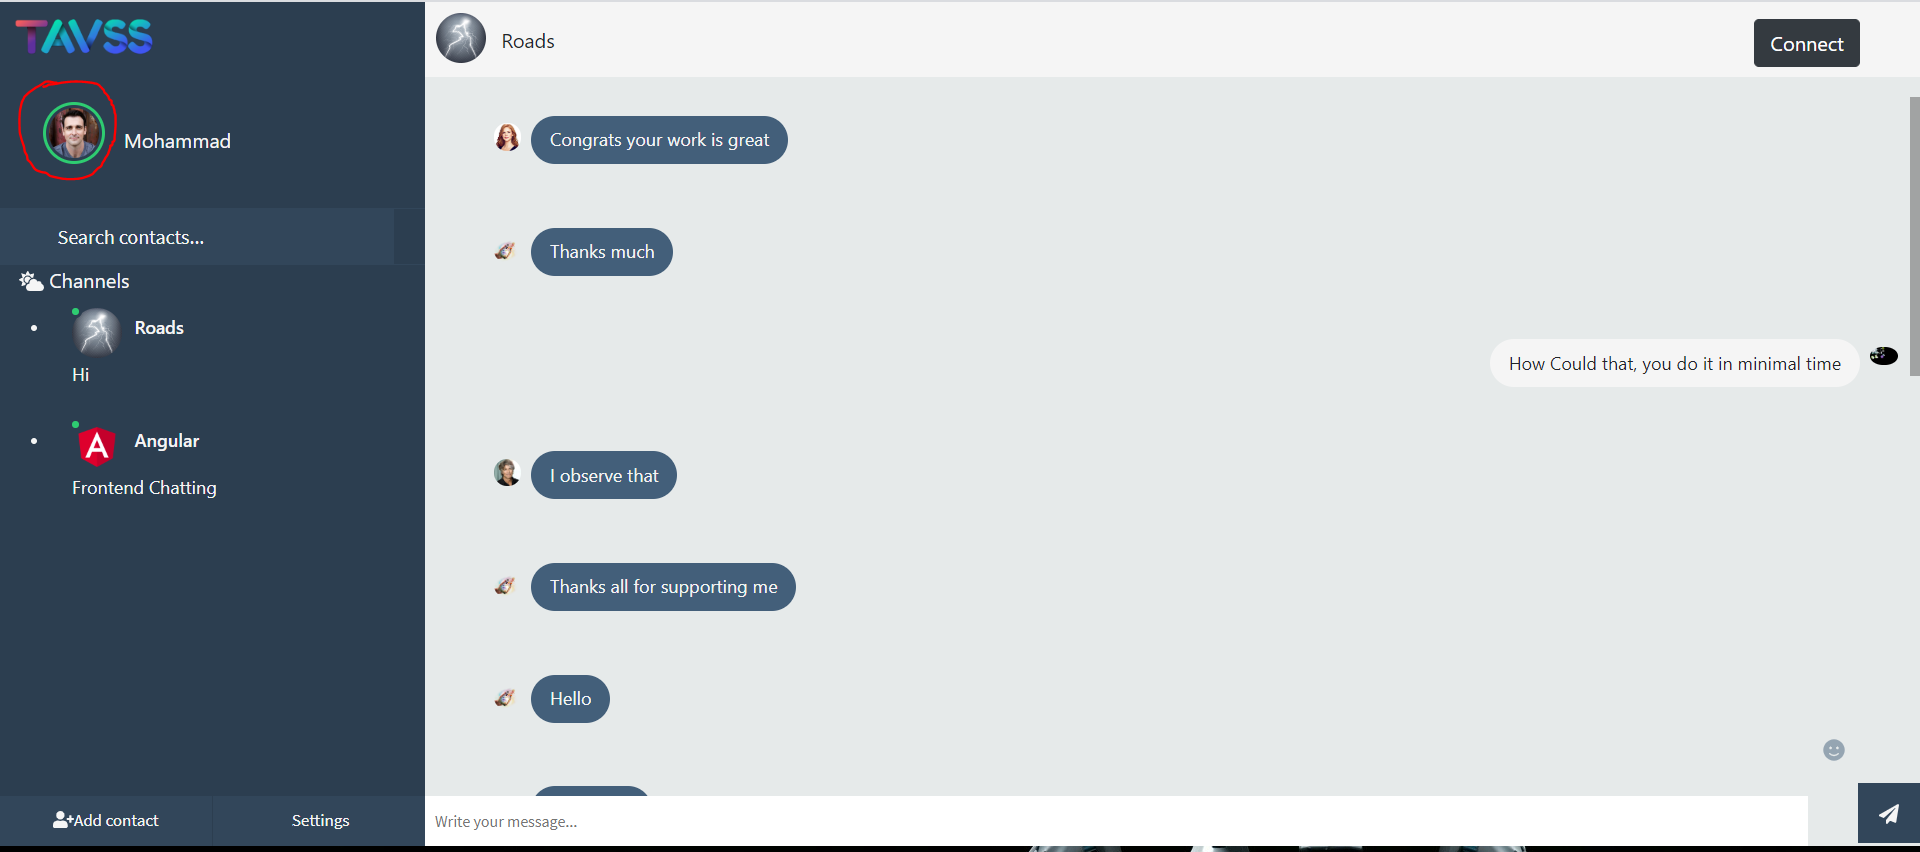 TAVSS
Mohammad
Search contacts...
Channels
Roads
Hi
Angular
Frontend Chatting
Add contact
Settings
Roads
Connect
Congrats your work is great
Thanks much
How Could that, you do it in minimal time
I observe that
Thanks all for supporting me
Hello
Write your message...